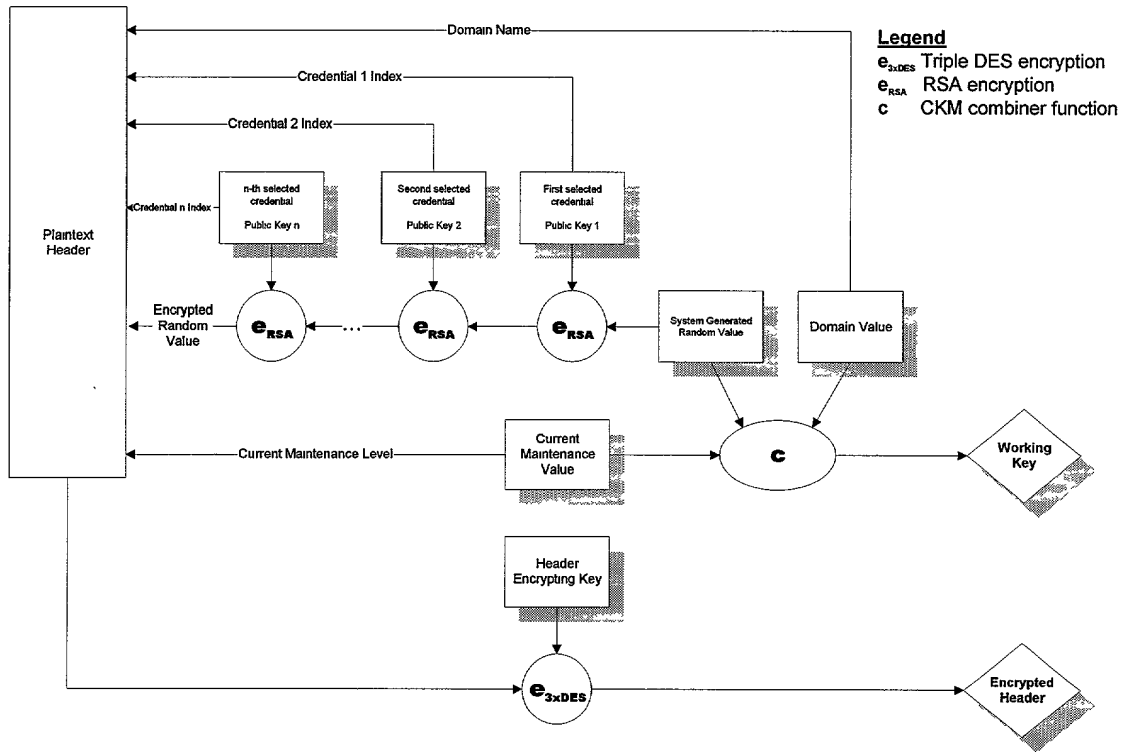 Domain Name
Legend
e3xDES Triple DES encryption
eRSA RSA encryption
c CKM combiner function
Credential 1 Index
Credential 2 Index
n-th selected
credential
Public Key n
Second selected
credential
Public Key 2
First selected
credential
Public Key 1
Credential n Index
Plaintext
Header
Encrypted
Random
Value
eRSA
...
eRSA
eRSA
System Generated
Random Value
Domain Value
Current Maintenance Level
Current
Maintenance
Value
c
Working
Key
Header
Encrypting Key
e3xDES
Encrypted
Header